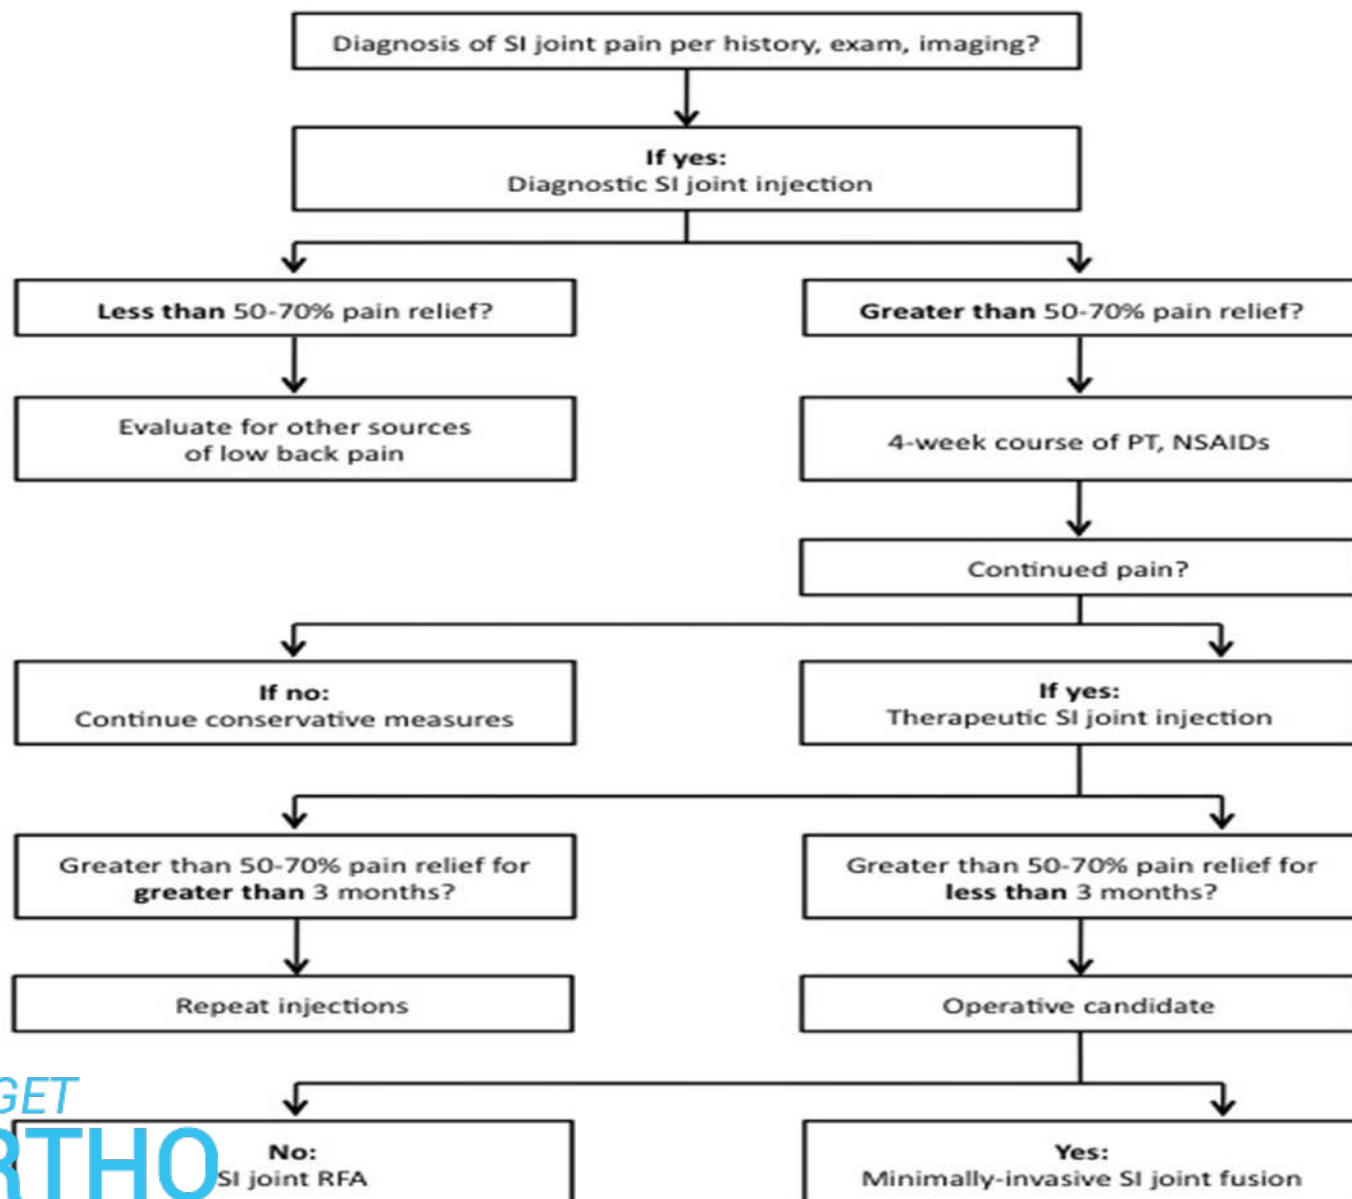 Diagnosis of SI joint pain per history, exam, imaging?
If yes:
Diagnostic SI joint injection
Less than 50-70% pain relief?
Greater than 50-70% pain relief?
Evaluate for other sources
of low back pain
4-week course of PT, NSAIDs
Continued pain?
If no:
Continue conservative measures
If yes:
Therapeutic SI joint injection
Greater than 50-70% pain relief for
greater than 3 months?
Greater than 50-70% pain relief for
less than 3 months?
Repeat injections
Operative candidate
GET
RTHO
No:
SI joint RFA
Yes:
Minimally-invasive SI joint fusion